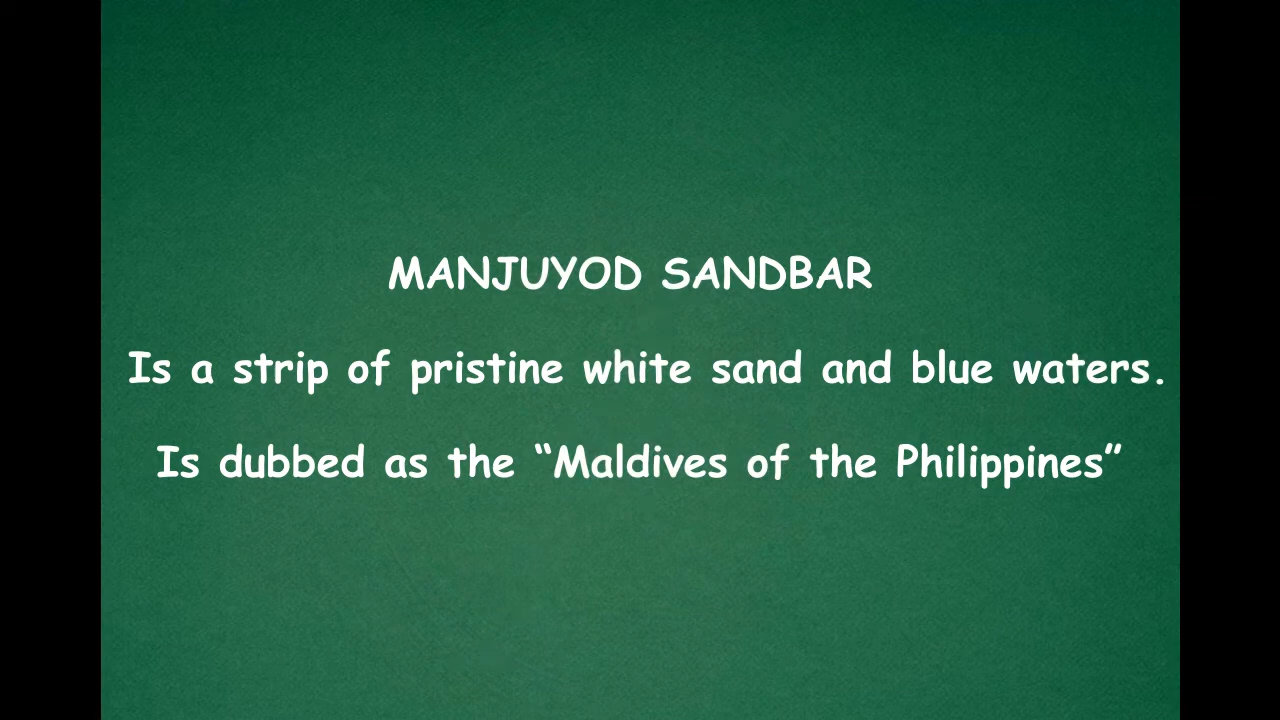 MANJUYOD SANDBAR
Is a strip of pristine white sand and blue waters.
Is dubbed as the “Maldives of the Philippines”